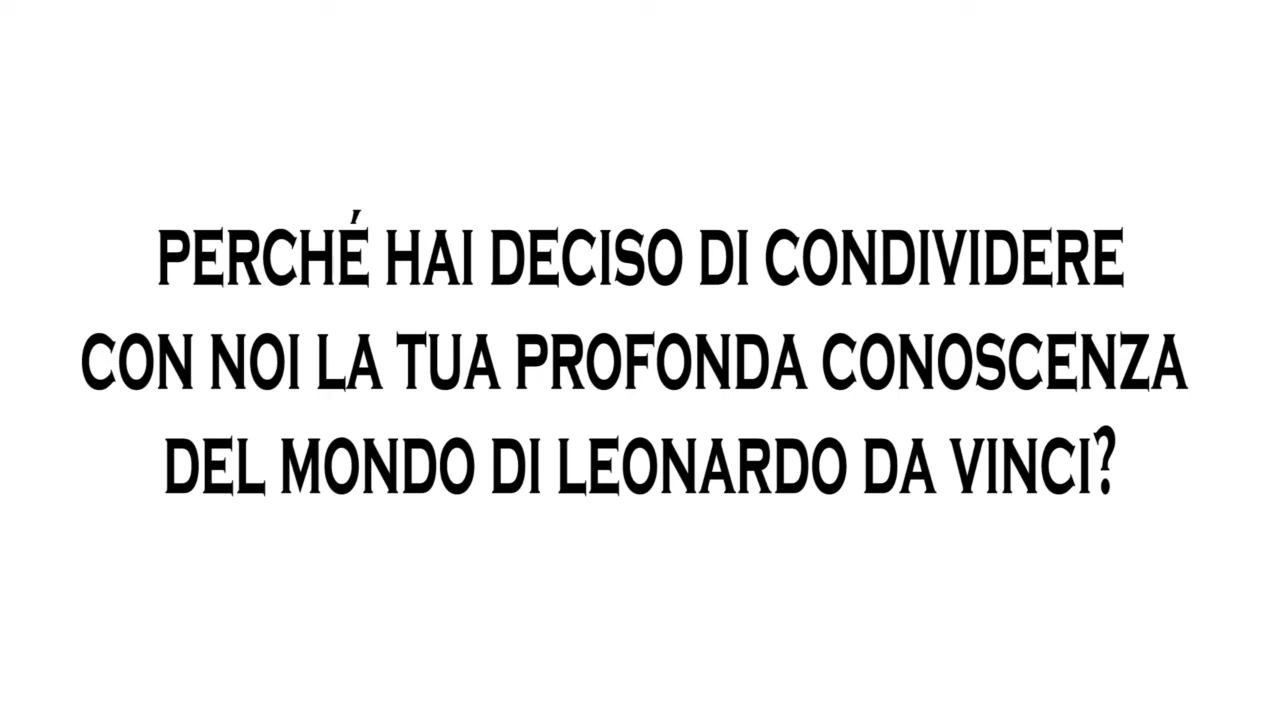 PERCHÉ HAI DECISO DI CONDIVIDERE
CON NOI LA TUA PROFONDA CONOSCENZA
DEL MONDO DI LEONARDO DA VINCI?